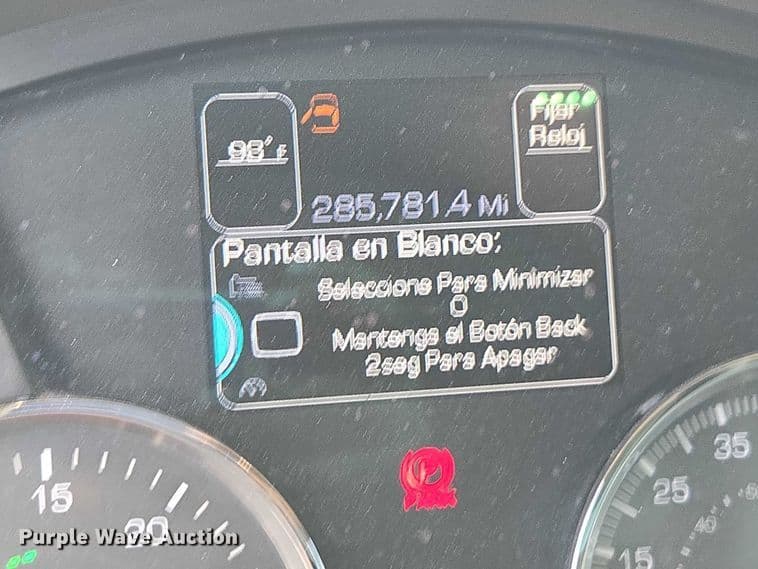 98° F
Fijar
Reloj
285,781.4 Mi
Pantalla en Blanco:
Seleccione Para Minimizar
O
Mantenga el Botón Back
2seg Para Apagar
15
20
35
25
15
Purple Wave Auction